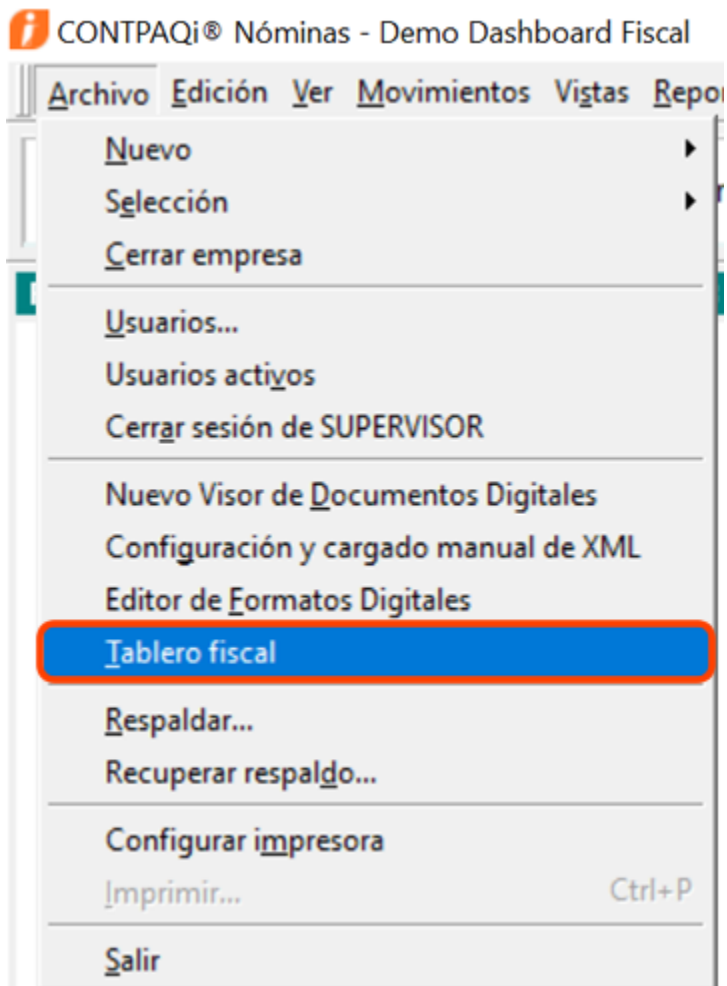 CONTPAQi® Nóminas - Demo Dashboard Fiscal
Archivo Edición Ver Movimientos Vistas
Nuevo
Selección
Cerrar empresa
Usuarios...
Usuarios activos
Cerrar sesión de SUPERVISOR
Nuevo Visor de Documentos Digitales
Configuración y cargado manual de XML
Editor de Formatos Digitales
Tablero fiscal
Respaldar...
Recuperar respaldo...
Configurar impresora
Imprimir... Ctrl+P
Salir